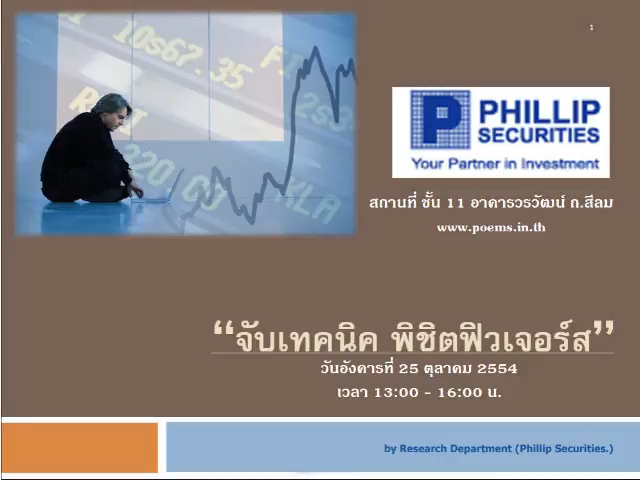 1
10s67.35
PHILLIP
SECURITIES
Your Partner in Investment
สถานที่ ชั้น 11 อาคารวรวัฒน์ ถ.สีลม
www.poems.in.th
“จับเทคนิค พิชิตฟิวเจอร์ส”
วันอังคารที่ 25 ตุลาคม 2554
เวลา 13:00 - 16:00 น.
by Research Department (Phillip Securities.)